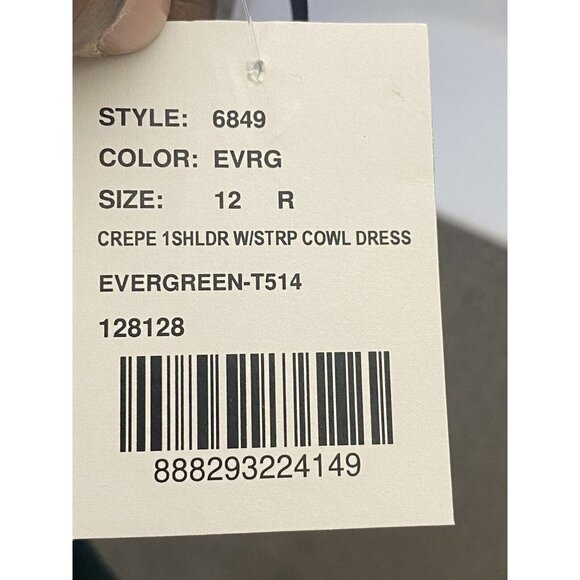 STYLE: 6849
COLOR: EVRG
SIZE: 12 R
CREPE 1SHLDR W/STRP COWL DRESS
EVERGREEN-T514
128128
888293224149